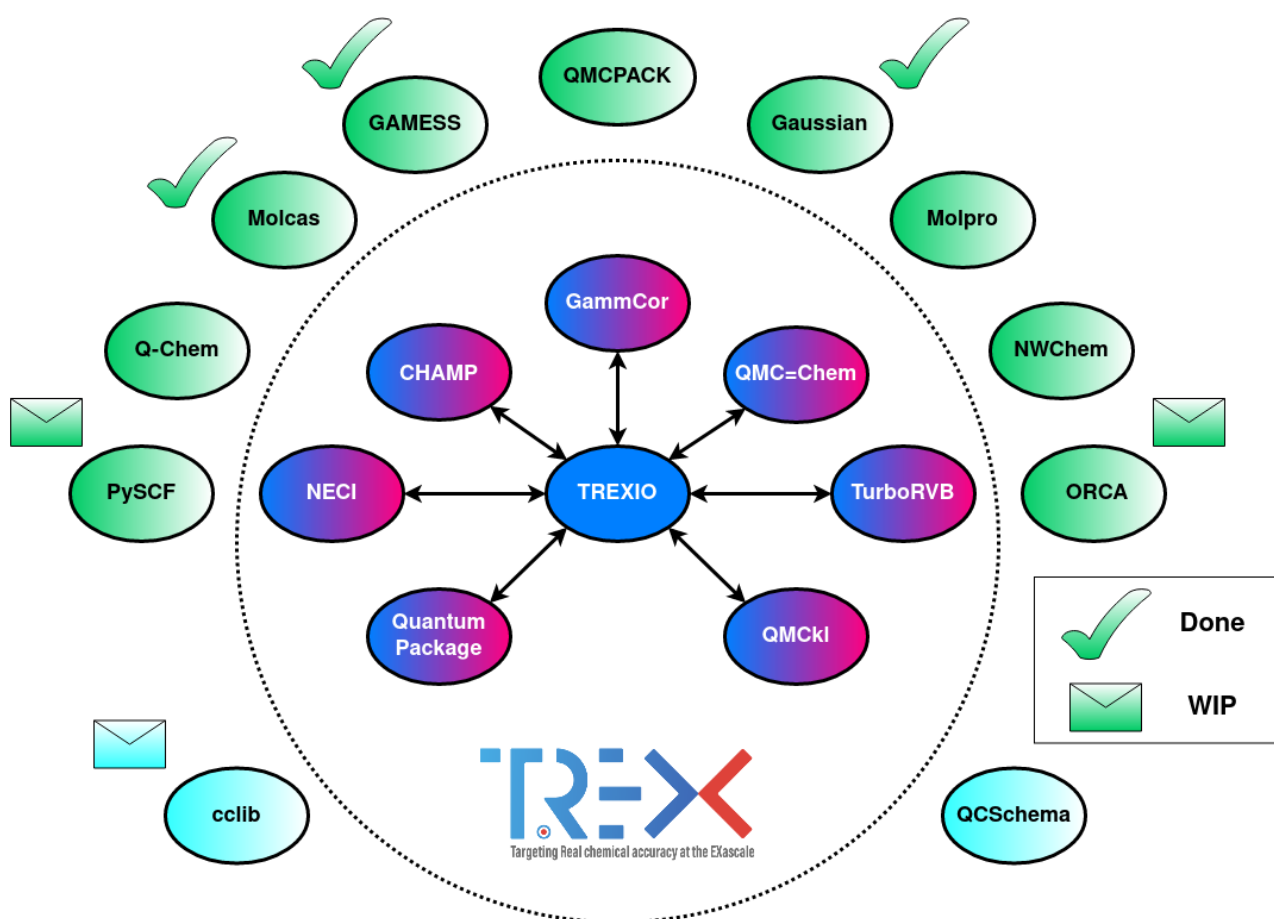 QMCPACK
GAMESS
Gaussian
Molcas
Molpro
GammCor
Q-Chem
CHAMP
QMC=Chem
NWChem
PySCF
NECI
TREXIO
TurboRVB
ORCA
Quantum
Package
QMCkl
Done
WIP
cclib
QCSchema
TREX
Targeting Real chemical accuracy at the EXascale